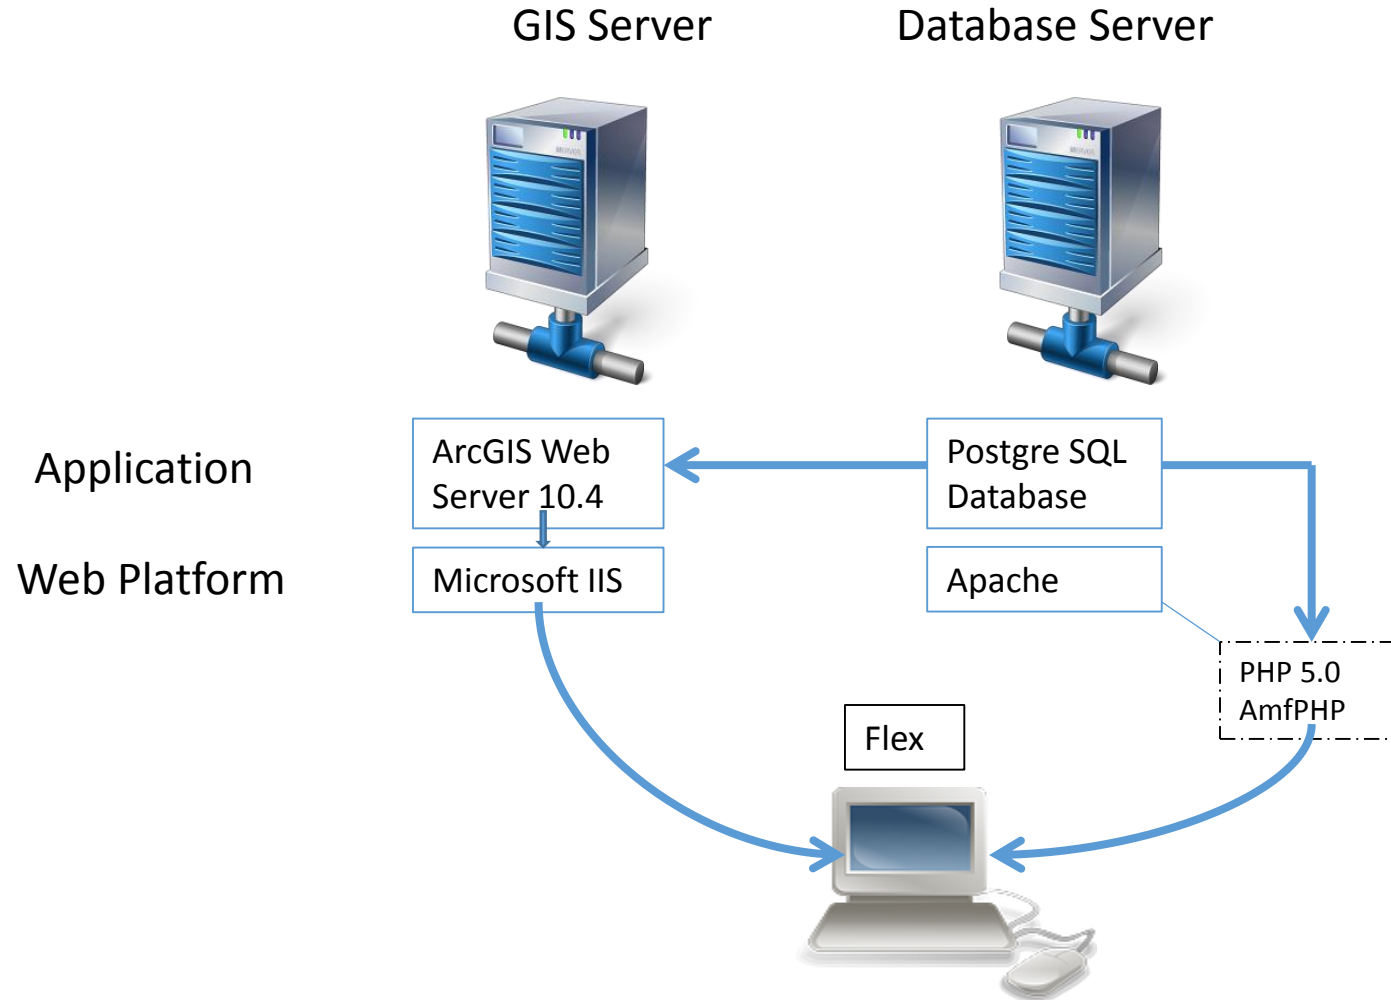 GIS Server
Database Server
Application
ArcGIS Web
Server 10.4
Postgre SQL
Database
Web Platform
Microsoft IIS
Apache
PHP 5.0
AmfPHP
Flex